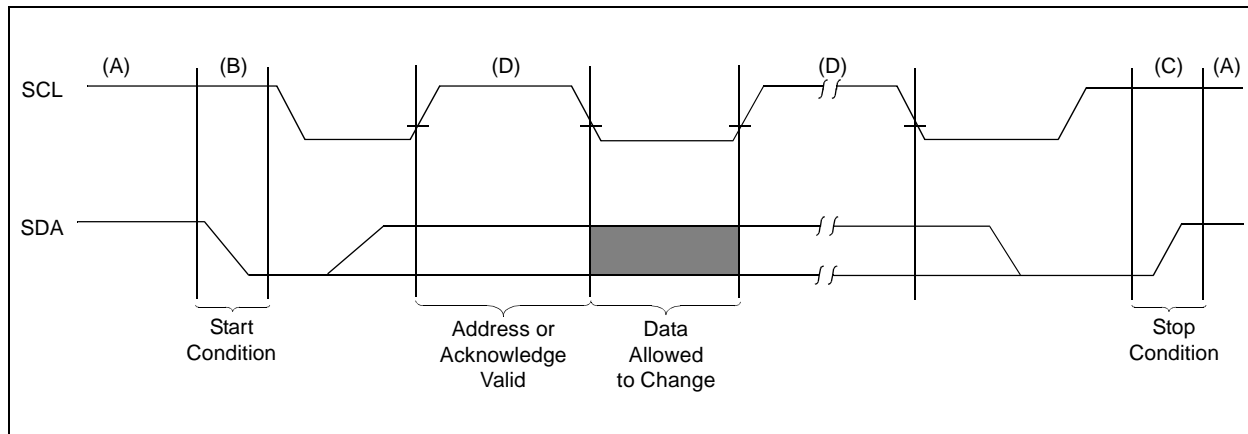 (A)
(B)
(D)
(D)
(C)
(A)
SCL
SDA
Start
Condition
Address or
Acknowledge
Valid
Data
Allowed
to Change
Stop
Condition